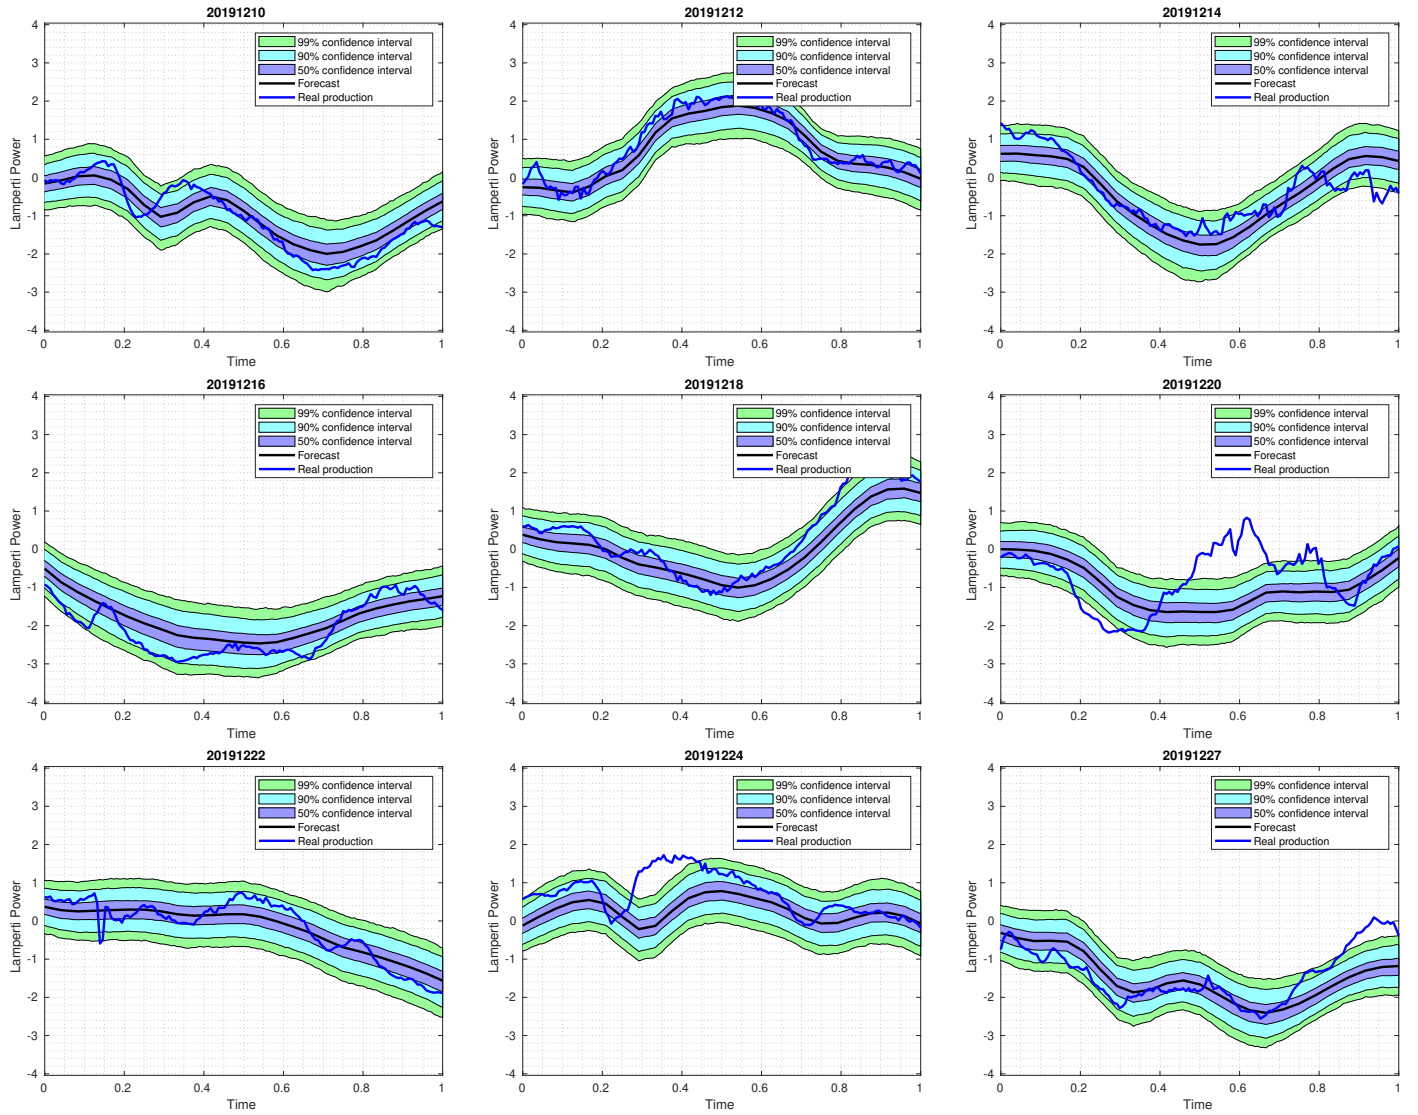 20191210
4
3
2
1
0
-1
-2
-3
-4
Lamperti Power
99% confidence interval
90% confidence interval
50% confidence interval
Forecast
Real production
0 0.2 0.4 0.6 0.8 1
Time
20191212
4
3
2
1
0
-1
-2
-3
-4
Lamperti Power
99% confidence interval
90% confidence interval
50% confidence interval
Forecast
Real production
0 0.2 0.4 0.6 0.8 1
Time
20191214
4
3
2
1
0
-1
-2
-3
-4
Lamperti Power
99% confidence interval
90% confidence interval
50% confidence interval
Forecast
Real production
0 0.2 0.4 0.6 0.8 1
Time
20191216
4
3
2
1
0
-1
-2
-3
-4
Lamperti Power
99% confidence interval
90% confidence interval
50% confidence interval
Forecast
Real production
0 0.2 0.4 0.6 0.8 1
Time
20191218
4
3
2
1
0
-1
-2
-3
-4
Lamperti Power
99% confidence interval
90% confidence interval
50% confidence interval
Forecast
Real production
0 0.2 0.4 0.6 0.8 1
Time
20191220
4
3
2
1
0
-1
-2
-3
-4
Lamperti Power
99% confidence interval
90% confidence interval
50% confidence interval
Forecast
Real production
0 0.2 0.4 0.6 0.8 1
Time
20191222
4
3
2
1
0
-1
-2
-3
-4
Lamperti Power
99% confidence interval
90% confidence interval
50% confidence interval
Forecast
Real production
0 0.2 0.4 0.6 0.8 1
Time
20191224
4
3
2
1
0
-1
-2
-3
-4
Lamperti Power
99% confidence interval
90% confidence interval
50% confidence interval
Forecast
Real production
0 0.2 0.4 0.6 0.8 1
Time
20191227
4
3
2
1
0
-1
-2
-3
-4
Lamperti Power
99% confidence interval
90% confidence interval
50% confidence interval
Forecast
Real production
0 0.2 0.4 0.6 0.8 1
Time